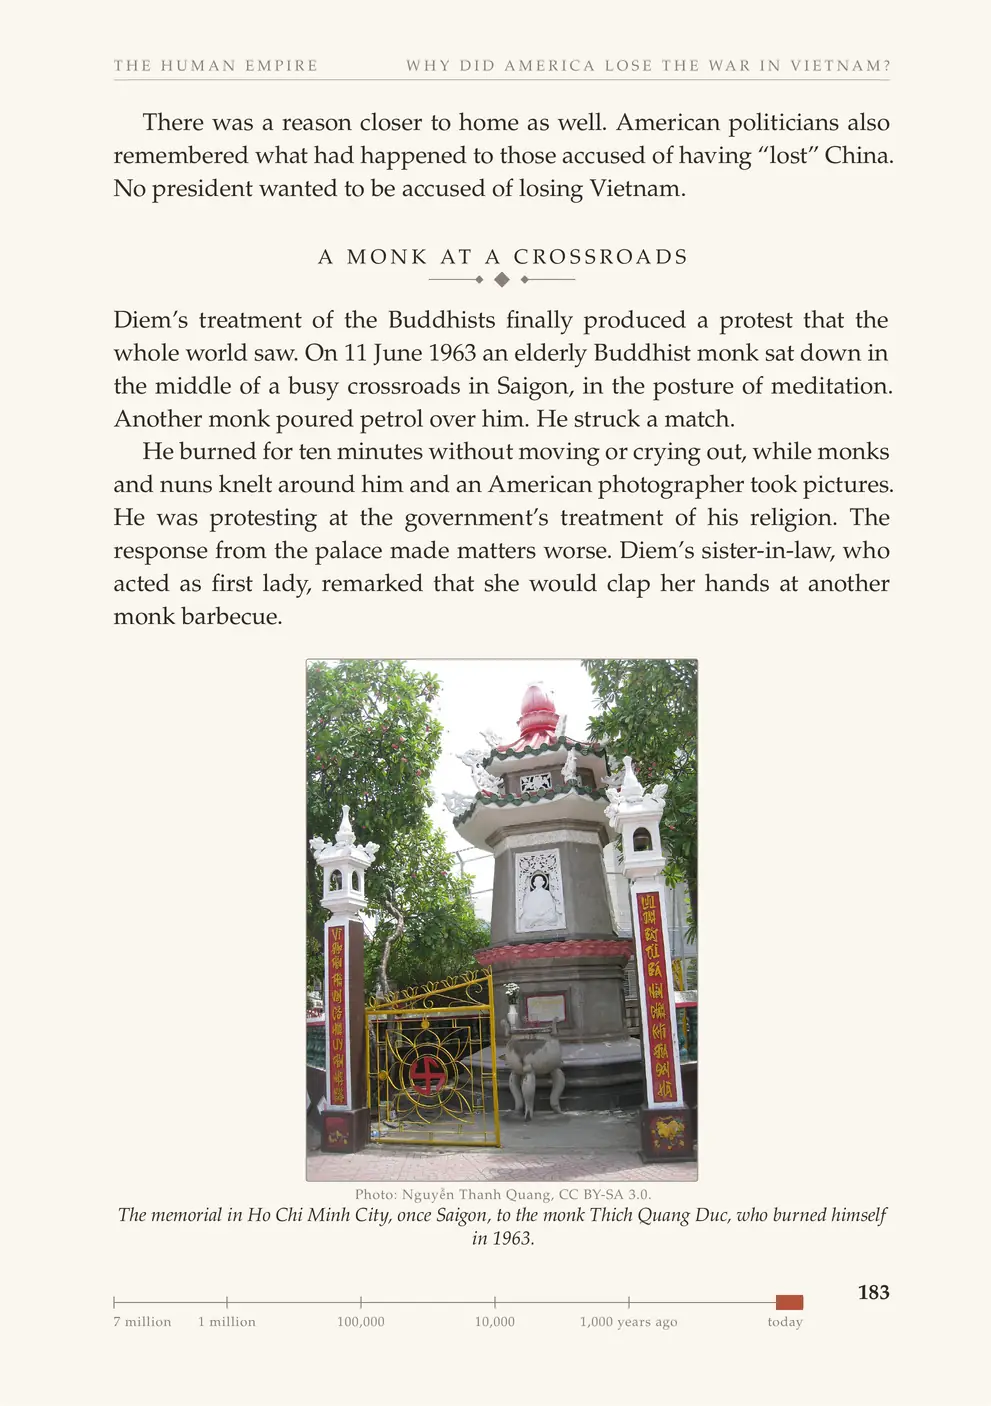 THE HUMAN EMPIRE
WHY DID AMERICA LOSE THE WAR IN VIETNAM?
There was a reason closer to home as well. American politicians also
remembered what had happened to those accused of having “lost” China.
No president wanted to be accused of losing Vietnam.
A MONK AT A CROSSROADS
Diem’s treatment of the Buddhists finally produced a protest that the
whole world saw. On 11 June 1963 an elderly Buddhist monk sat down in
the middle of a busy crossroads in Saigon, in the posture of meditation.
Another monk poured petrol over him. He struck a match.
He burned for ten minutes without moving or crying out, while monks
and nuns knelt around him and an American photographer took pictures.
He was protesting at the government’s treatment of his religion. The
response from the palace made matters worse. Diem’s sister-in-law, who
acted as first lady, remarked that she would clap her hands at another
monk barbecue.
Photo: Nguyễn Thanh Quang, CC BY-SA 3.0.
The memorial in Ho Chi Minh City, once Saigon, to the monk Thich Quang Duc, who burned himself
in 1963.
183
7 million 1 million 100,000 10,000 1,000 years ago today